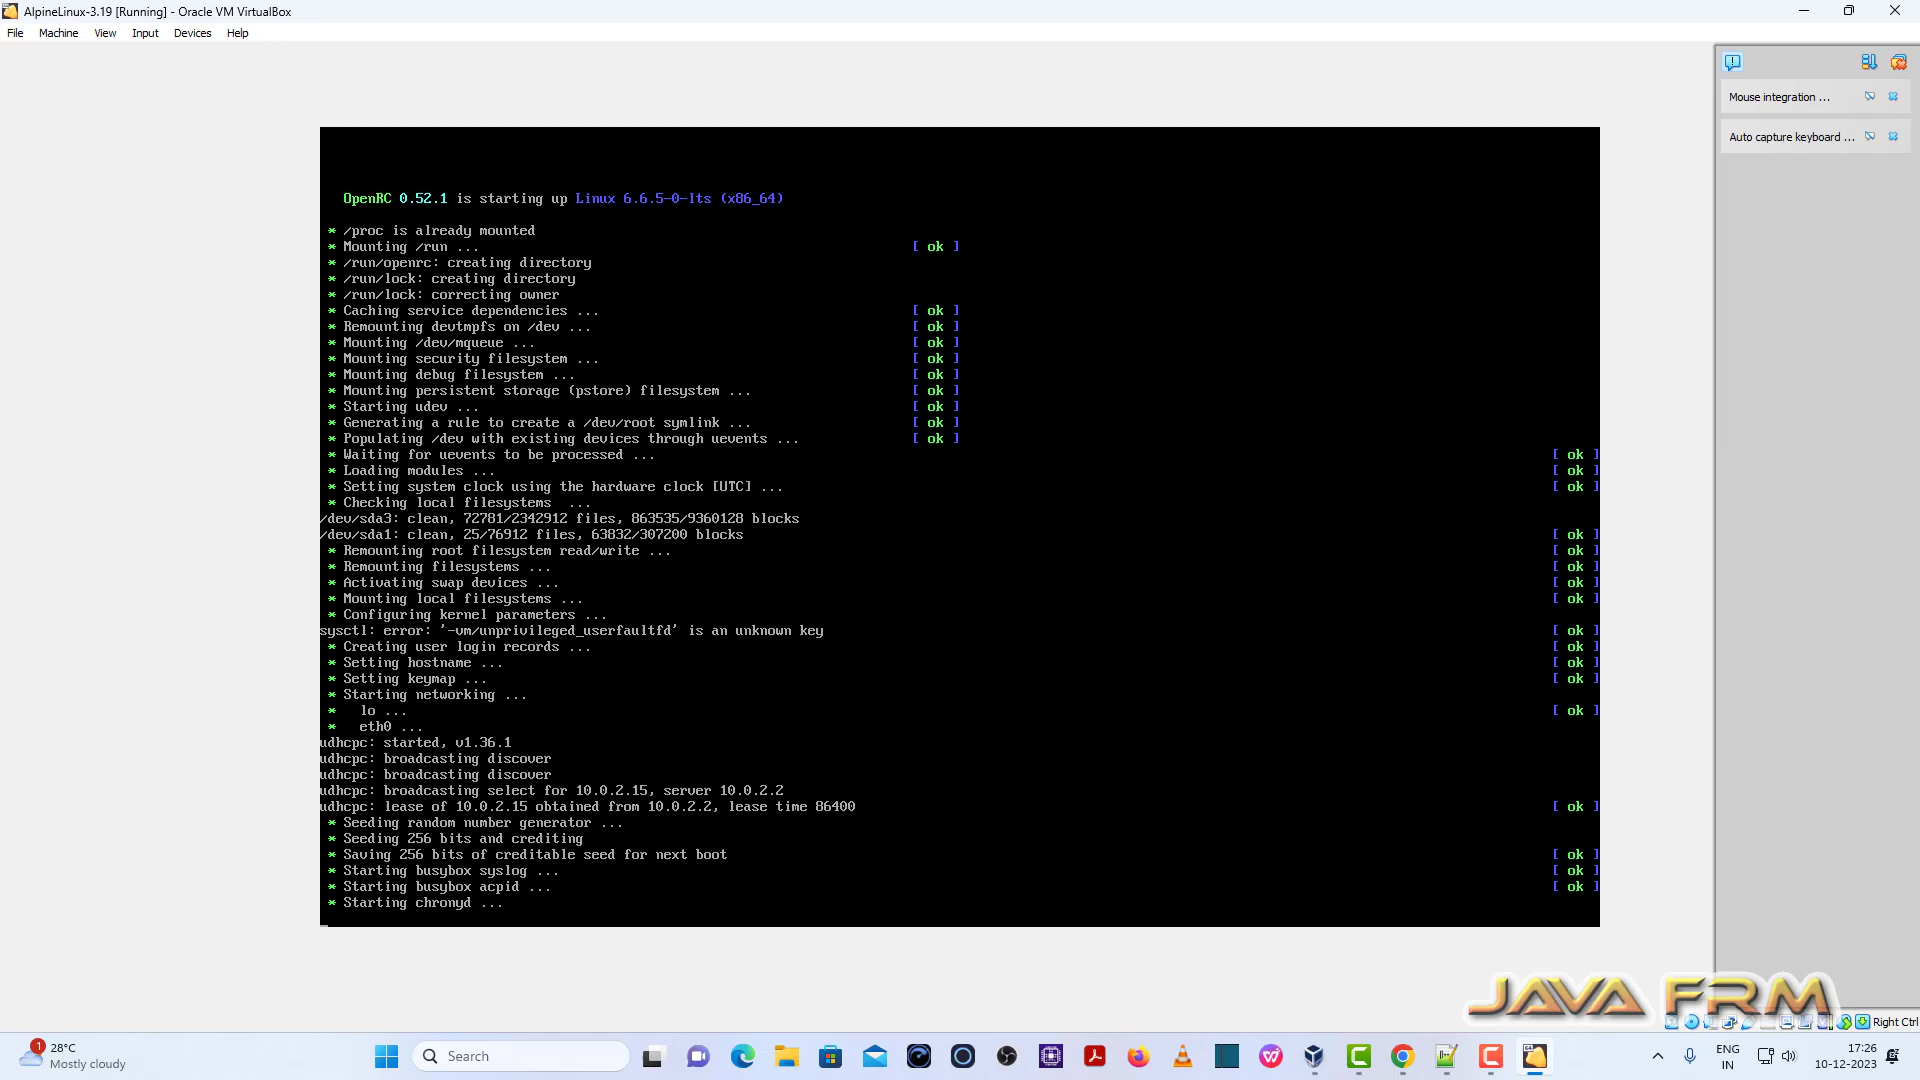 AlpineLinux-3.19 [Running] - Oracle VM VirtualBox
File Machine View Input Devices Help
Mouse integration ...
Auto capture keyboard ...
OpenRC 0.52.1 is starting up Linux 6.6.5-0-lts (x86_64)
* /proc is already mounted
* Mounting /run ... [ ok ]
* /run/openrc: creating directory
* /run/lock: creating directory
* /run/lock: correcting owner
* Caching service dependencies ... [ ok ]
* Remounting devtmpfs on /dev ... [ ok ]
* Mounting /dev/mqueue ... [ ok ]
* Mounting security filesystem ... [ ok ]
* Mounting debug filesystem ... [ ok ]
* Mounting persistent storage (pstore) filesystem ... [ ok ]
* Starting udev ... [ ok ]
* Generating a rule to create a /dev/root symlink ... [ ok ]
* Populating /dev with existing devices through uevents ... [ ok ]
* Waiting for uevents to be processed ... [ ok ]
* Loading modules ... [ ok ]
* Setting system clock using the hardware clock [UTC] ... [ ok ]
* Checking local filesystems ...
/dev/sda3: clean, 72781/2342912 files, 863535/9360128 blocks
/dev/sda1: clean, 25/76912 files, 63832/307200 blocks [ ok ]
* Remounting root filesystem read/write ... [ ok ]
* Remounting filesystems ... [ ok ]
* Activating swap devices ... [ ok ]
* Mounting local filesystems ... [ ok ]
* Configuring kernel parameters ...
sysctl: error: '-vm/unprivileged_userfaultfd' is an unknown key [ ok ]
* Creating user login records ... [ ok ]
* Setting hostname ... [ ok ]
* Setting keymap ... [ ok ]
* Starting networking ...
* lo ... [ ok ]
* eth0 ...
udhcpc: started, v1.36.1
udhcpc: broadcasting discover
udhcpc: broadcasting discover
udhcpc: broadcasting select for 10.0.2.15, server 10.0.2.2
udhcpc: lease of 10.0.2.15 obtained from 10.0.2.2, lease time 86400 [ ok ]
* Seeding random number generator ...
* Seeding 256 bits and crediting
* Saving 256 bits of creditable seed for next boot [ ok ]
* Starting busybox syslog ... [ ok ]
* Starting busybox acpid ... [ ok ]
* Starting chronyd ...
JAVA FRM
Right Ctrl
1
28°C
Mostly cloudy
Search
ENG
IN
17:26
10-12-2023